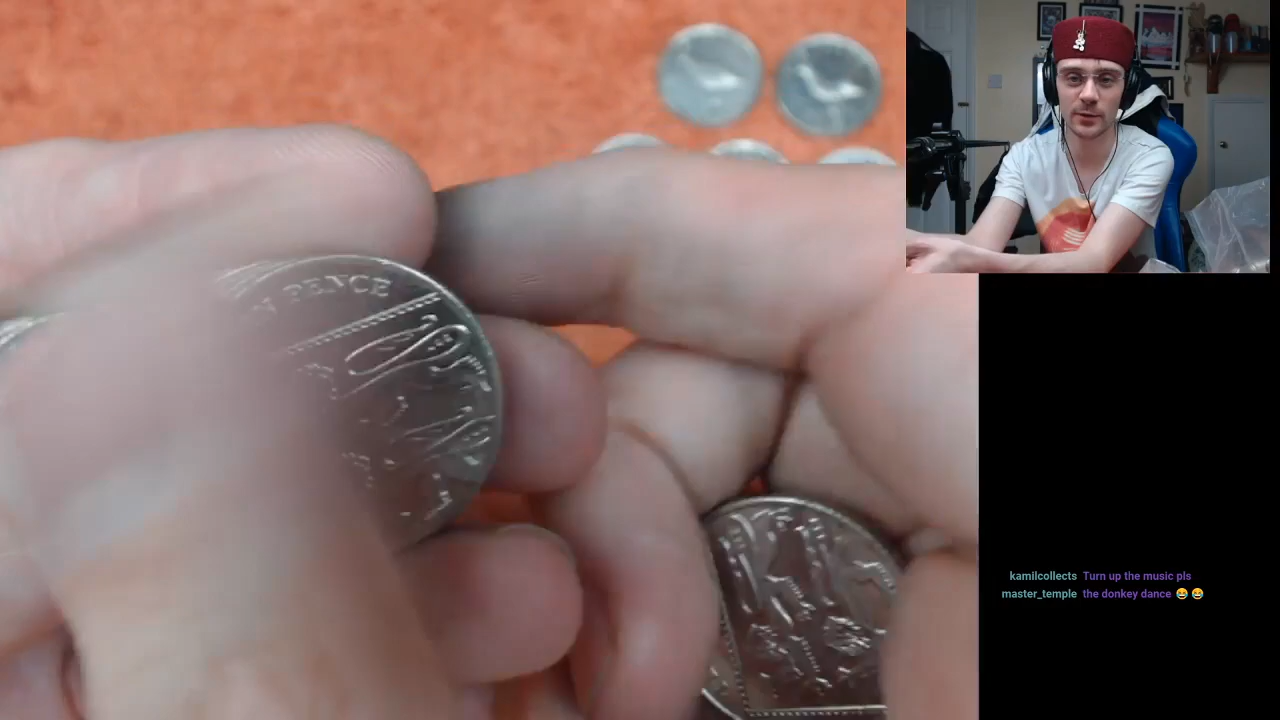 PENCE
kamilcollects Turn up the music pls
master_temple the donkey dance 😂 😂